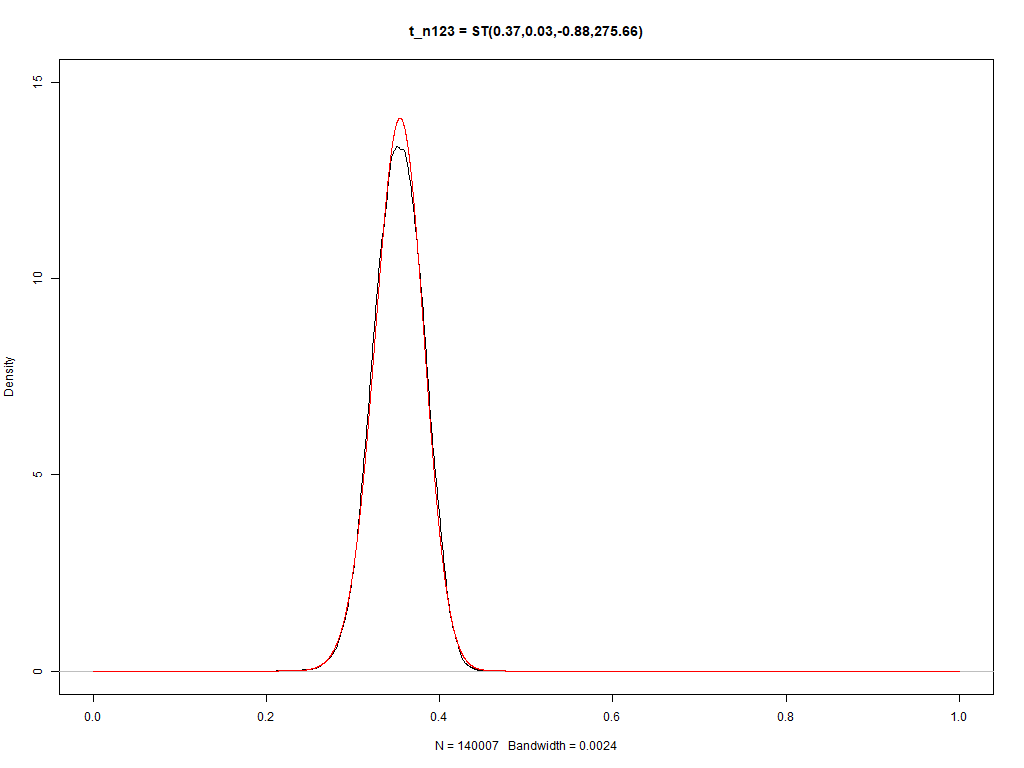 t_n123 = ST(0.37,0.03,-0.88,275.66)
15
10
5
0
Density
0.0 0.2 0.4 0.6 0.8 1.0
N = 140007 Bandwidth = 0.0024